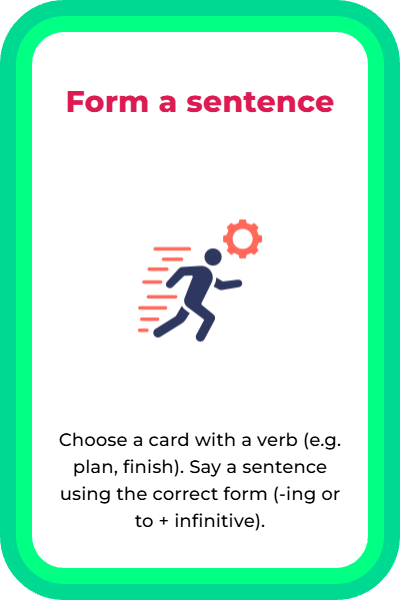 Form a sentence
Choose a card with a verb (e.g.
plan, finish). Say a sentence
using the correct form (-ing or
to + infinitive).